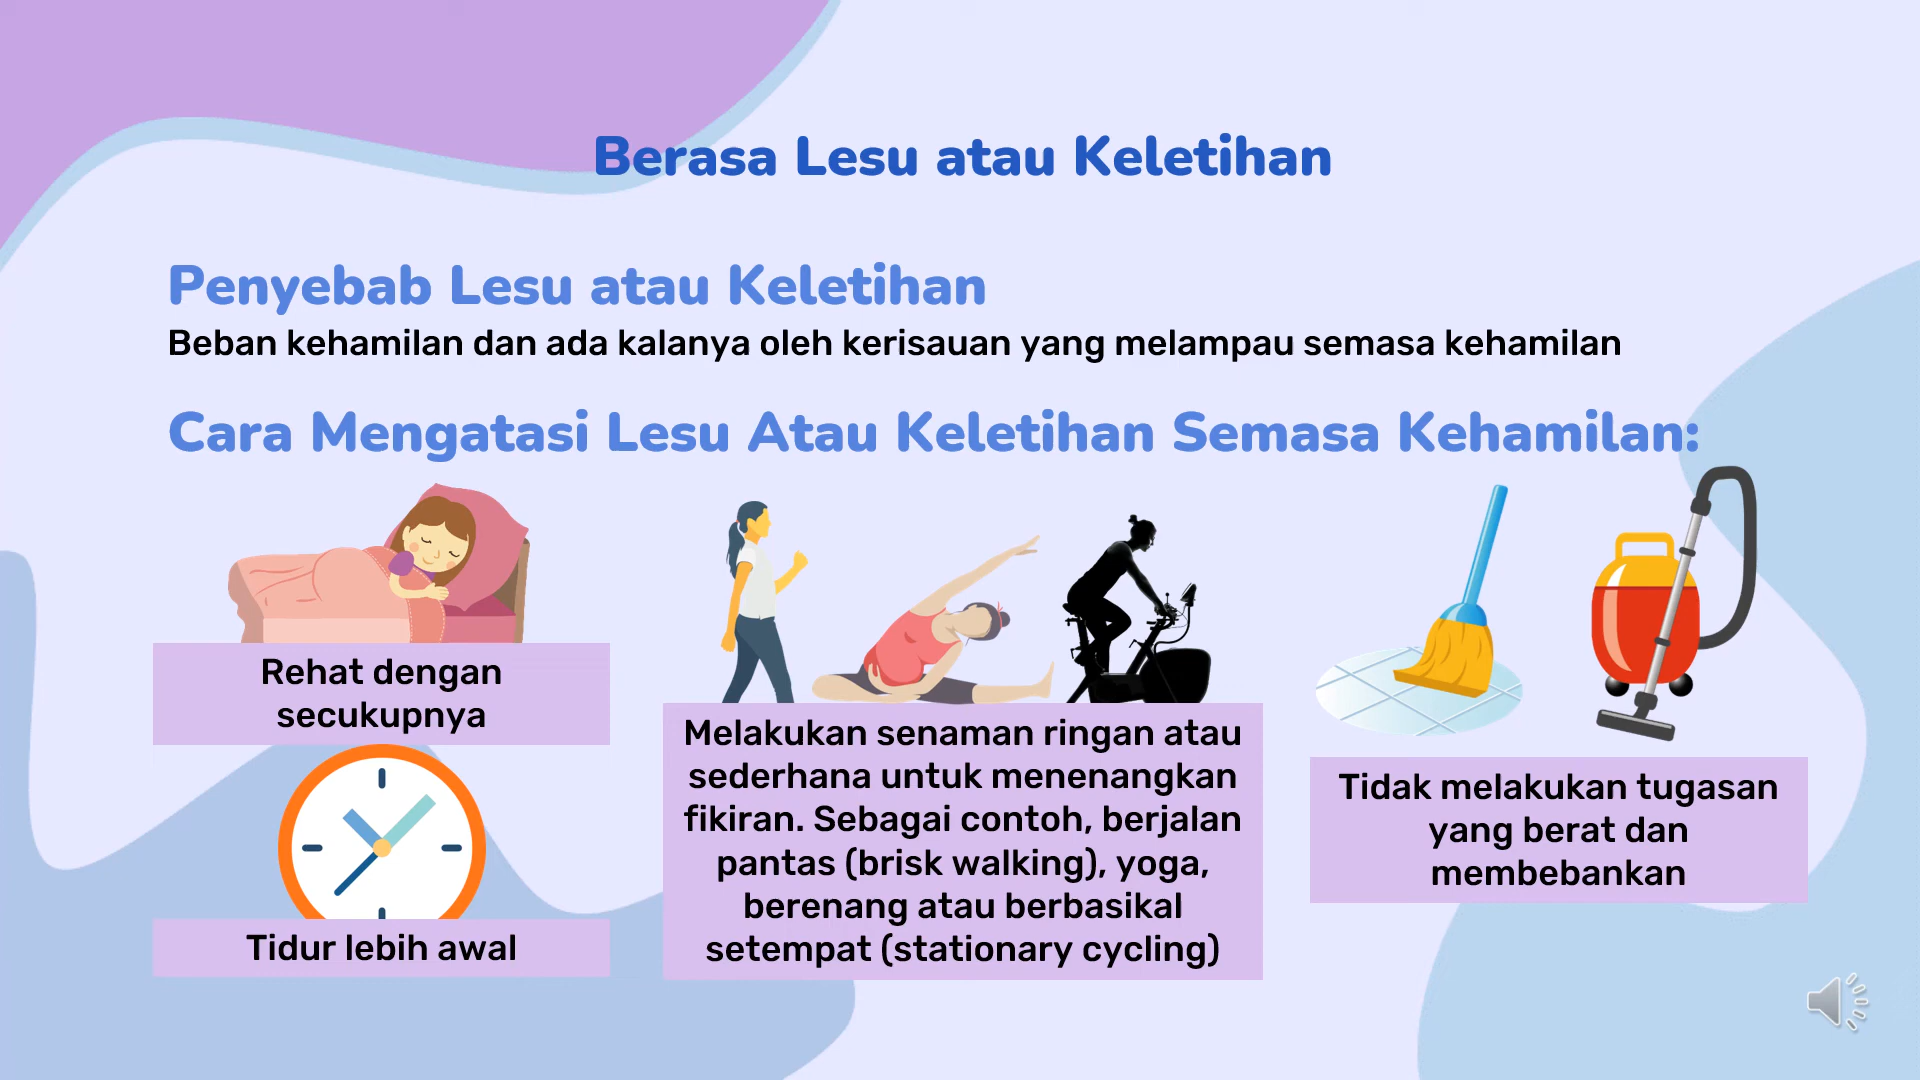 Berasa Lesu atau Keletihan
Penyebab Lesu atau Keletihan
Beban kehamilan dan ada kalanya oleh kerisauan yang melampau semasa kehamilan
Cara Mengatasi Lesu Atau Keletihan Semasa Kehamilan:
Rehat dengan
secukupnya
Tidur lebih awal
Melakukan senaman ringan atau
sederhana untuk menenangkan
fikiran. Sebagai contoh, berjalan
pantas (brisk walking), yoga,
berenang atau berbasikal
setempat (stationary cycling)
Tidak melakukan tugasan
yang berat dan
membebankan